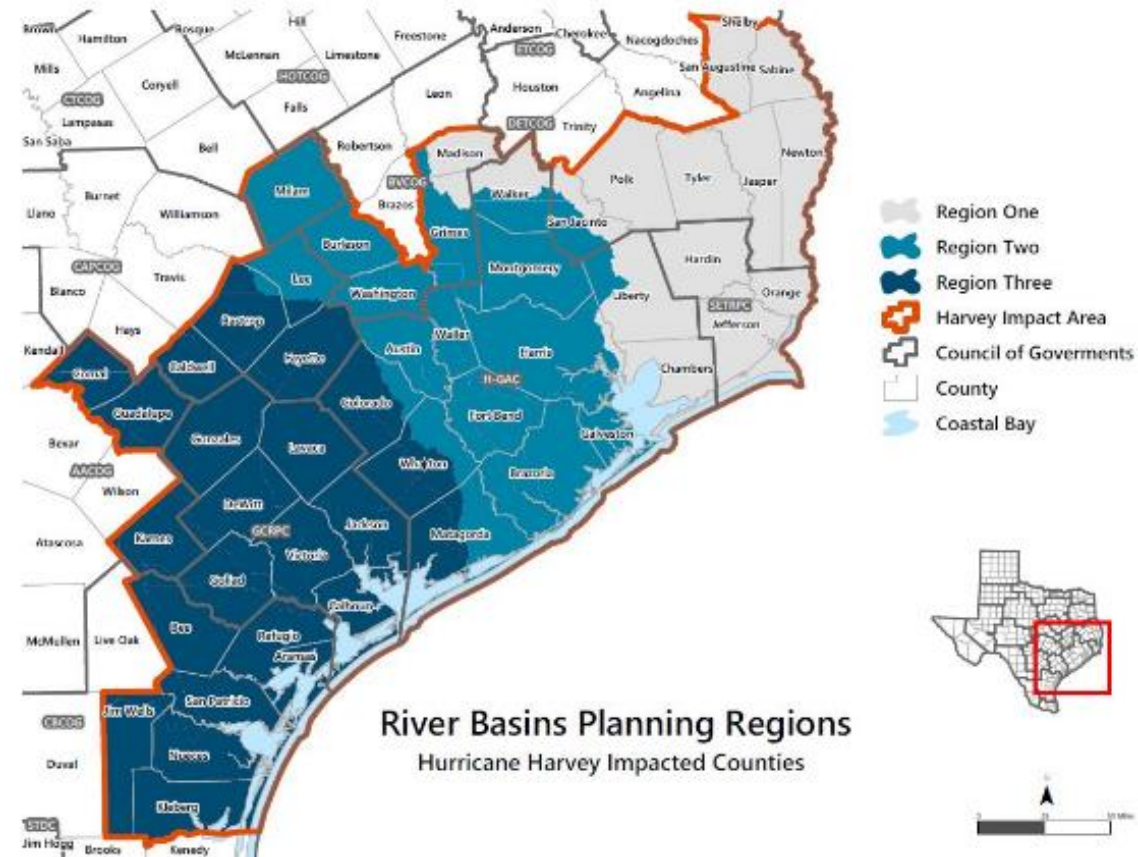 Brown
Hamilton
Bosque
Hill
Freestone
Anderson
Cherokee
Nacogdoches
Shelby
Mills
McLennan
Limestone
ETCOG
San Augustine
Sabine
Coryell
HOTCOG
Leon
Houston
Angelina
CTCOG
Falls
DETCOG
Trinity
Lampasas
San Saba
Bell
Robertson
Madison
Newton
Burnet
Milam
BVCOG
Walker
Polk
Tyler
Jasper
Llano
Williamson
Brazos
Grimes
San Jacinto
Burleson
CAPCOG
Travis
Lee
Washington
Montgomery
Hardin
Blanco
Liberty
Orange
Hays
Bastrop
Waller
SETRPC
Jefferson
Kendall
Comal
Caldwell
Fayette
Austin
Harris
Chambers
H-GAC
Guadalupe
Colorado
Fort Bend
Galveston
Bexar
Gonzales
Lavaca
AACOG
Wharton
Brazoria
Wilson
DeWitt
Atascosa
Karnes
GCRPC
Jackson
Matagorda
Victoria
Goliad
Calhoun
McMullen
Live Oak
Bee
Refugio
Aransas
San Patricio
CBCOG
Jim Wells
Duval
Nueces
Kleberg
STDC
Jim Hogg
Brooks
Kenedy
Region One
Region Two
Region Three
Harvey Impact Area
Council of Goverments
County
Coastal Bay
River Basins Planning Regions
Hurricane Harvey Impacted Counties